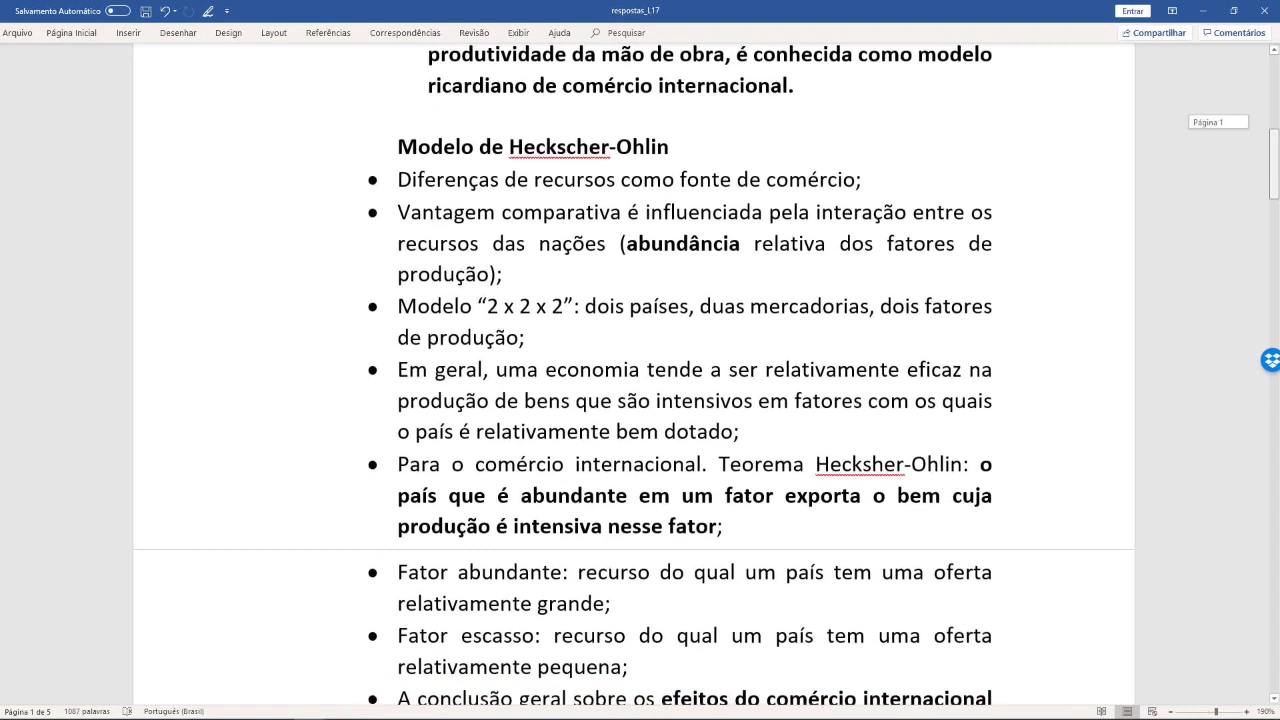 Salvamento Automático
respostas_L17
Entrar
Arquivo Página Inicial Inserir Desenhar Design Layout Referências Correspondências Revisão Exibir Ajuda Pesquisar Compartilhar Comentários
produtividade da mão de obra, é conhecida como modelo
ricardiano de comércio internacional.
Página 1
Modelo de Heckscher-Ohlin
● Diferenças de recursos como fonte de comércio;
● Vantagem comparativa é influenciada pela interação entre os
recursos das nações (abundância relativa dos fatores de
produção);
● Modelo “2 x 2 x 2”: dois países, duas mercadorias, dois fatores
de produção;
● Em geral, uma economia tende a ser relativamente eficaz na
produção de bens que são intensivos em fatores com os quais
o país é relativamente bem dotado;
● Para o comércio internacional. Teorema Hecksher-Ohlin: o
país que é abundante em um fator exporta o bem cuja
produção é intensiva nesse fator;
● Fator abundante: recurso do qual um país tem uma oferta
relativamente grande;
● Fator escasso: recurso do qual um país tem uma oferta
relativamente pequena;
● A conclusão geral sobre os efeitos do comércio internacional
Página 1 de 5 1087 palavras Português (Brasil) 190%